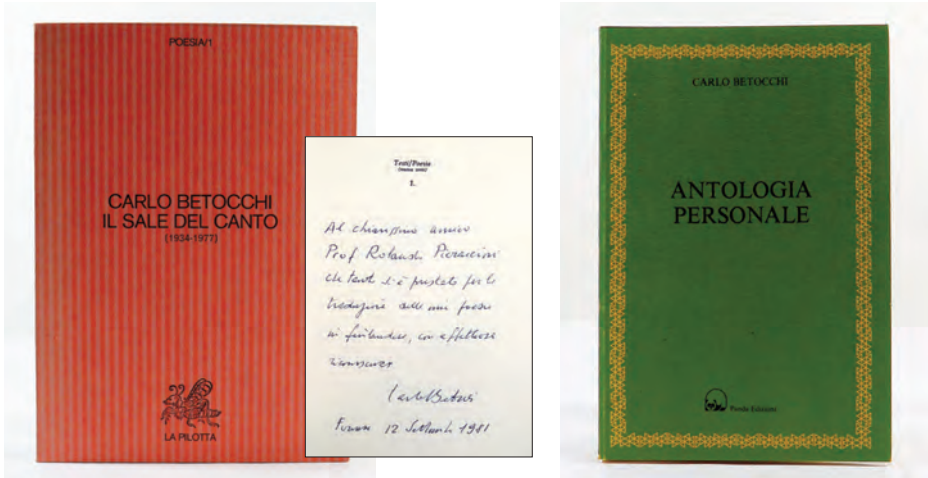 POESIA/1
CARLO BETOCCHI
IL SALE DEL CANTO
(1934-1977)
LA PILOTTA
Testi/Poesia
1.
Al chiarissimo amico
Prof. Rolando Pieraccini
che tanto s'è prestato per la
traduzione delle mie poesie
in finlandese, con affettuosa
riconoscenza
Carlo Betocchi
Firenze 12 Settembre 1981
CARLO BETOCCHI
ANTOLOGIA
PERSONALE
Pardo Edizioni